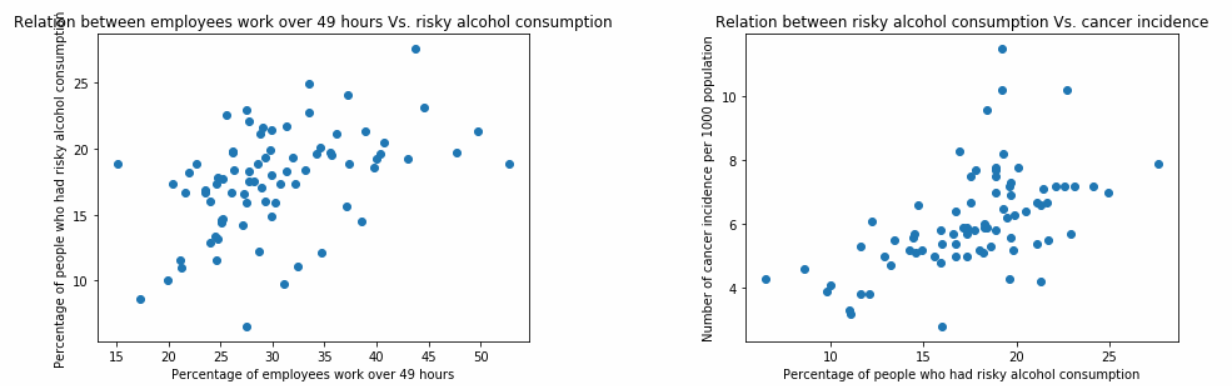 Relation between employees work over 49 hours Vs. risky alcohol consumption
Percentage of people who had risky alcohol consumption
25
20
15
10
15 20 25 30 35 40 45 50
Percentage of employees work over 49 hours
Relation between risky alcohol consumption Vs. cancer incidence
Number of cancer incidence per 1000 population
10
8
6
4
10 15 20 25
Percentage of people who had risky alcohol consumption